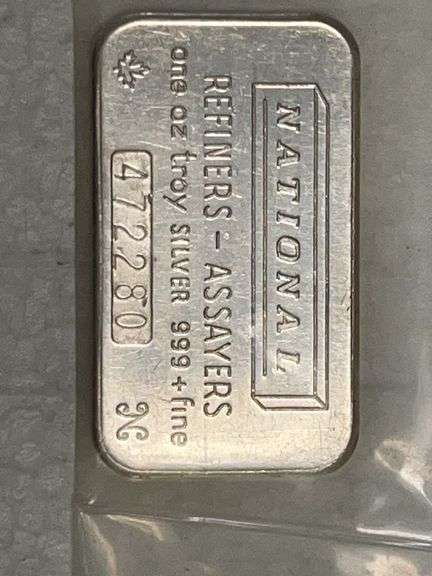 NATIONAL
REFINERS - ASSAYERS
one oz troy SILVER 999+ fine
472280 N